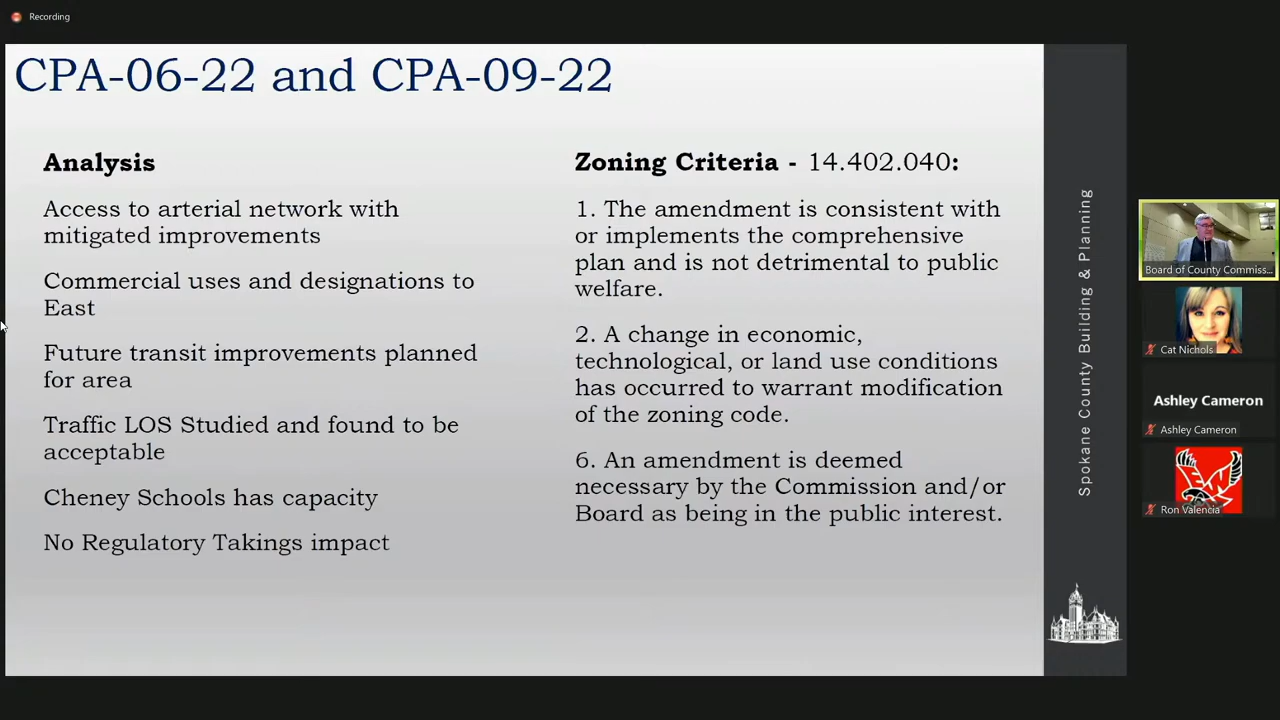 Recording
CPA-06-22 and CPA-09-22
Analysis
Access to arterial network with
mitigated improvements
Commercial uses and designations to
East
Future transit improvements planned
for area
Traffic LOS Studied and found to be
acceptable
Cheney Schools has capacity
No Regulatory Takings impact
Zoning Criteria - 14.402.040:
1. The amendment is consistent with
or implements the comprehensive
plan and is not detrimental to public
welfare.
2. A change in economic,
technological, or land use conditions
has occurred to warrant modification
of the zoning code.
6. An amendment is deemed
necessary by the Commission and/or
Board as being in the public interest.
Spokane County Building & Planning
Board of County Commiss...
Cat Nichols
Ashley Cameron
Ashley Cameron
Ron Valencia